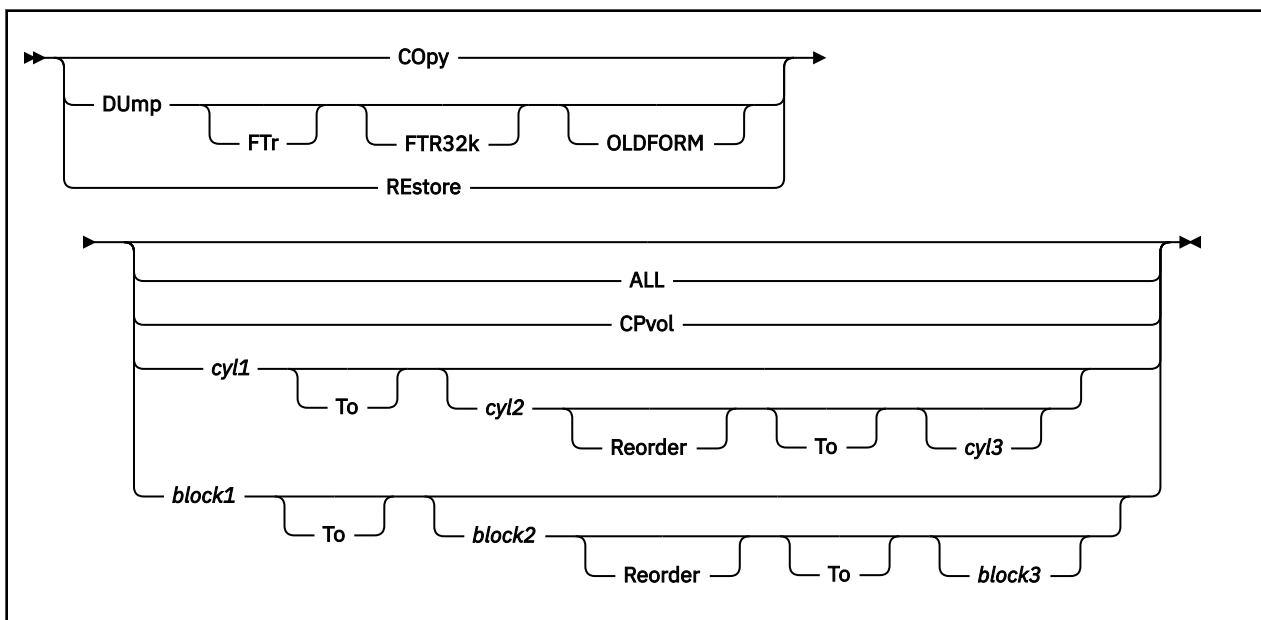 COpy
DUmp
FTr FTR32k OLDFORM
REstore
ALL
CPvol
cyl1
To cyl2
Reorder To cyl3
block1
To block2
Reorder To block3